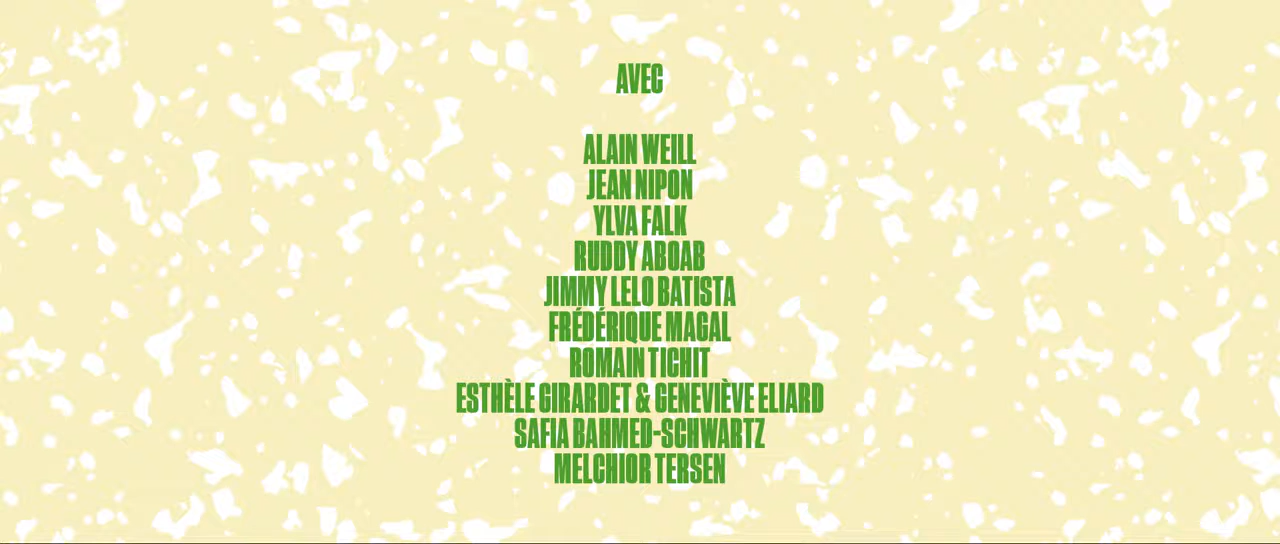 AVEC
ALAIN WEILL
JEAN NIPON
YLVA FALK
RUDDY ABOAB
JIMMY LELO BATISTA
FRÉDÉRIQUE MAGAL
ROMAIN TICHIT
ESTHÈLE GIRARDET & GENEVIÈVE ELIARD
SAFIA BAHMED-SCHWARTZ
MELCHIOR TERSEN